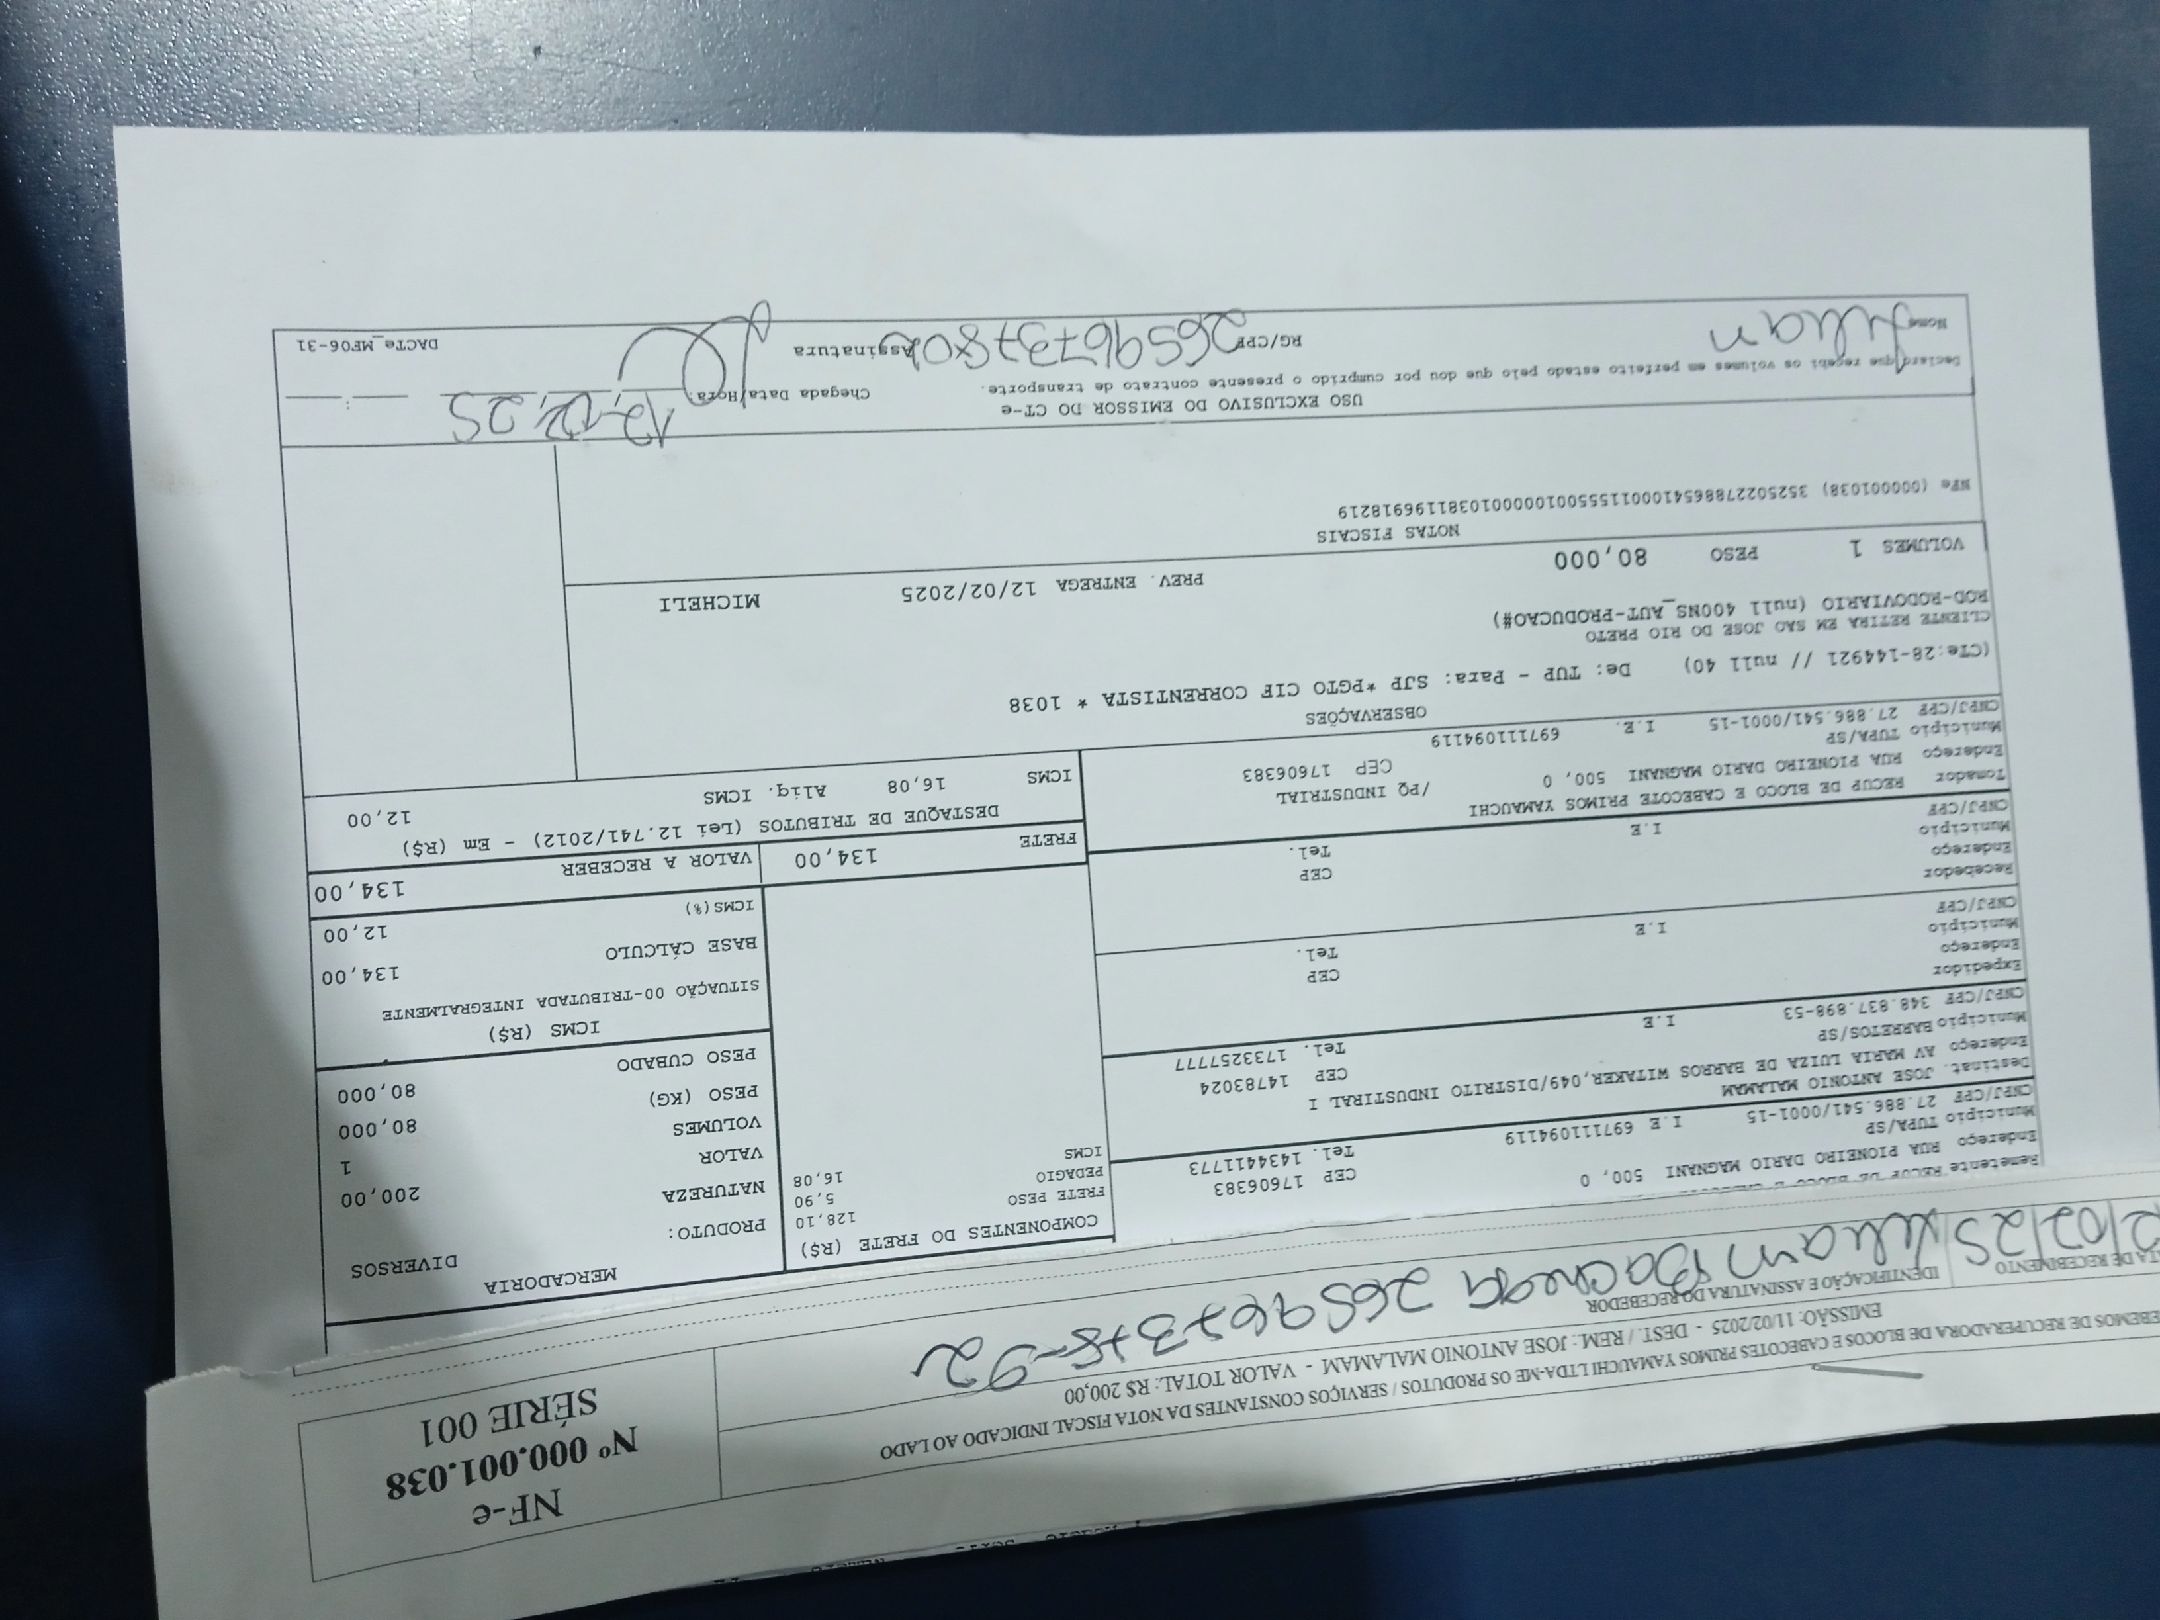 NF-e
Nº 000.001.038
SÉRIE 001
DE RECUPERADORA DE BLOCOS E CABECOTES PRIMOS YAMAUCHI LTDA-ME OS PRODUTOS / SERVIÇOS CONSTANTES DA NOTA FISCAL INDICADO AO LADO
EMISSÃO: 11/02/2025 - DEST. / REM.: JOSE ANTONIO MALAMAM - VALOR TOTAL: R$ 200,00
DE RECEBIMENTO
IDENTIFICAÇÃO E ASSINATURA DO RECEBEDOR
/02/25
Remetente
Endereço RUA PIONEIRO DARIO MAGNANI 500, 0
CEP 17606383
Município TUPA/SP
Tel. 1434411773
CNPJ/CPF 27.886.541/0001-15 I.E 697111094119
Destinat. JOSE ANTONIO MALAMAM
Endereço AV MARIA LUIZA DE BARROS WITAKER,049/DISTRITO INDUSTIRAL I
Município BARRETOS/SP
CEP 14783024
CNPJ/CPF 348.837.898-53 I.E
Tel. 1733257777
Expedidor
Endereço
CEP
Município
Tel.
CNPJ/CPF
I.E
Recebedor
Endereço
CEP
Município
Tel.
CNPJ/CPF
I.E
Tomador RECUP DE BLOCO E CABECOTE PRIMOS YAMAUCHI
Endereço RUA PIONEIRO DARIO MAGNANI 500, 0 /PQ INDUSTRIAL
Município TUPA/SP
CEP 17606383
CNPJ/CPF 27.886.541/0001-15 I.E. 697111094119
COMPONENTES DO FRETE (R$)
FRETE PESO 128,10
PEDAGIO 5,90
ICMS 16,08
FRETE 134,00
MERCADORIA
PRODUTO: DIVERSOS
NATUREZA
VALOR 200,00
VOLUMES 1
PESO (KG) 80,000
PESO CUBADO 80,000
ICMS (R$)
SITUAÇÃO 00-TRIBUTADA INTEGRALMENTE
BASE CÁLCULO 134,00
ICMS(%) 12,00
VALOR A RECEBER 134,00
DESTAQUE DE TRIBUTOS (Lei 12.741/2012) - Em (R$)
ICMS 16,08 Aliq. ICMS 12,00
OBSERVAÇÕES
(CTe:28-144921 // null 40) De: TUP - Para: SJP *PGTO CIF CORRENTISTA * 1038
CLIENTE RETIRA EM SAO JOSE DO RIO PRETO
ROD-RODOVIARIO (null 400NS_AUT-PRODUCAO#)
VOLUMES 1 PESO 80,000 PREV. ENTREGA 12/02/2025 MICHELI
NOTAS FISCAIS
NFe (000001038) 35250227886541000115550010000010381196918219
USO EXCLUSIVO DO EMISSOR DO CT-e
Declaro que recebi os volumes em perfeito estado pelo que dou por cumprido o presente contrato de transporte.
Chegada Data/Hora:
Nome
RG/CPF
Assinatura
DACTe_MF06-31